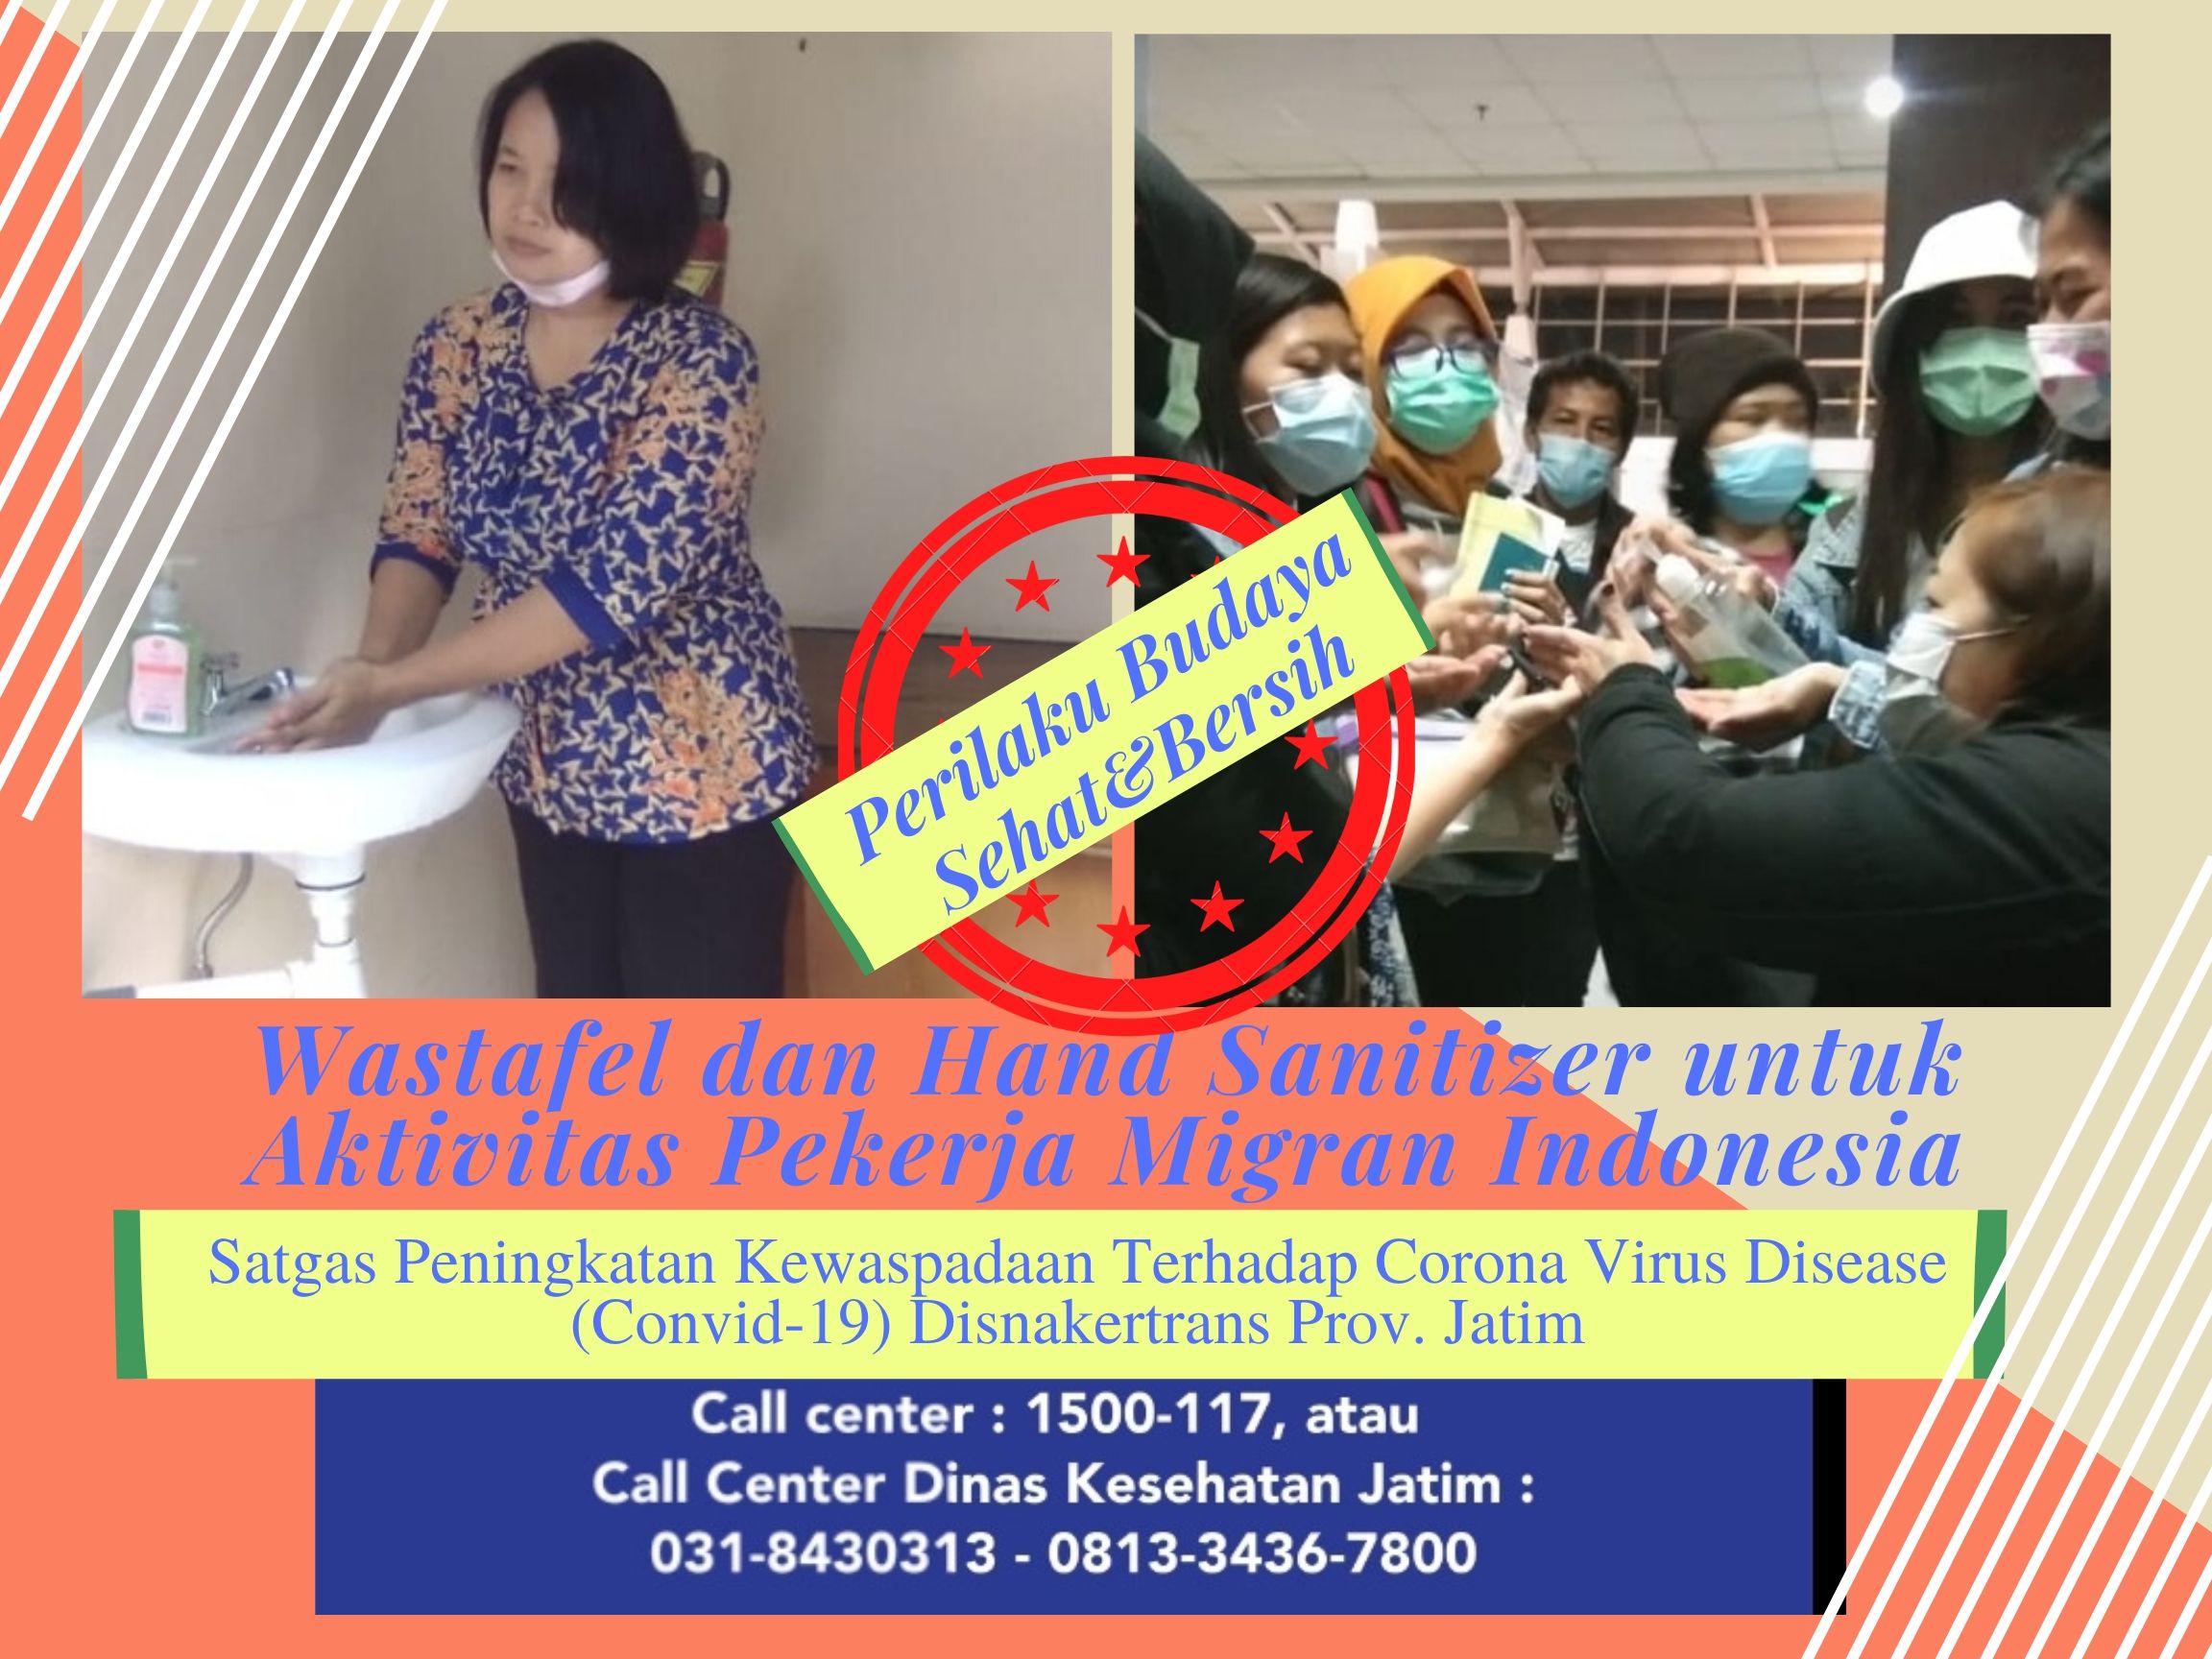 Perilaku Budaya
Sehat&Bersih
Wastafel dan Hand Sanitizer untuk
Aktivitas Pekerja Migran Indonesia
Satgas Peningkatan Kewaspadaan Terhadap Corona Virus Disease
(Convid-19) Disnakertrans Prov. Jatim
Call center : 1500-117, atau
Call Center Dinas Kesehatan Jatim :
031-8430313 - 0813-3436-7800